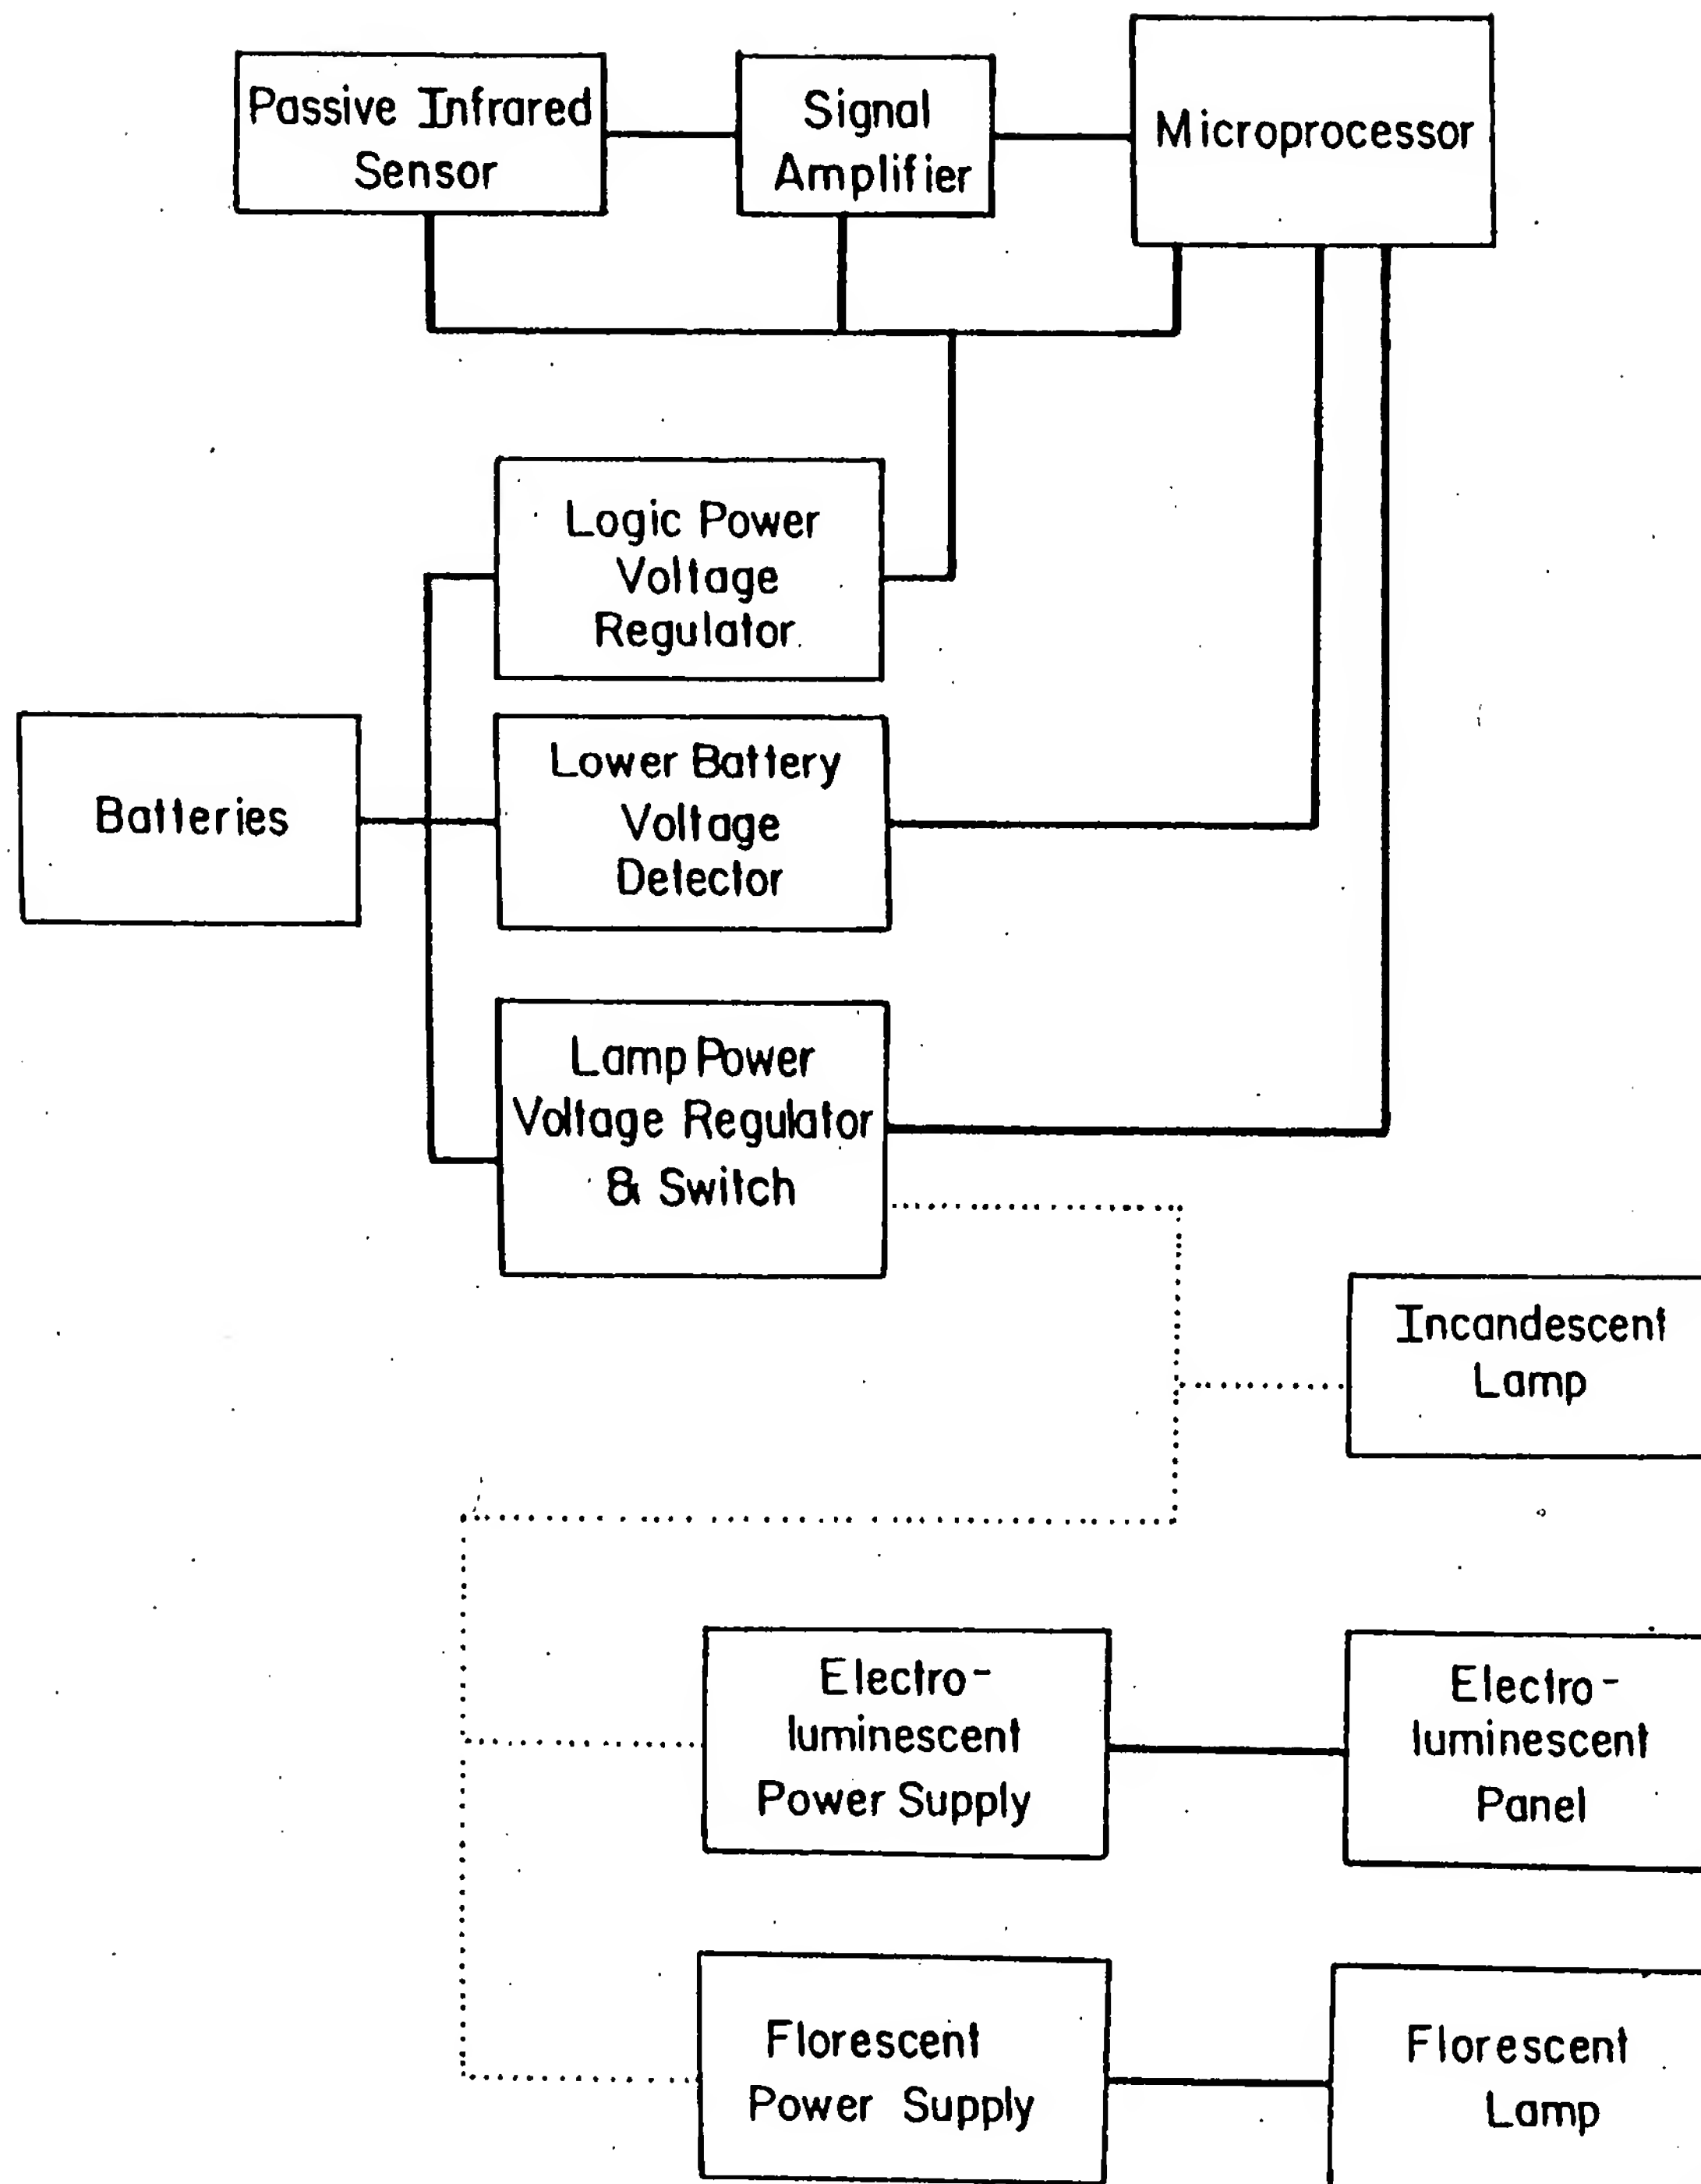 Passive Infrared
Sensor
Signal
Amplifier
Microprocessor
Logic Power
Voltage
Regulator
Batteries
Lower Battery
Voltage
Detector
Lamp Power
Voltage Regulator
& Switch
Incandescent
Lamp
Electro-
luminescent
Power Supply
Electro-
luminescent
Panel
Florescent
Power Supply
Florescent
Lamp